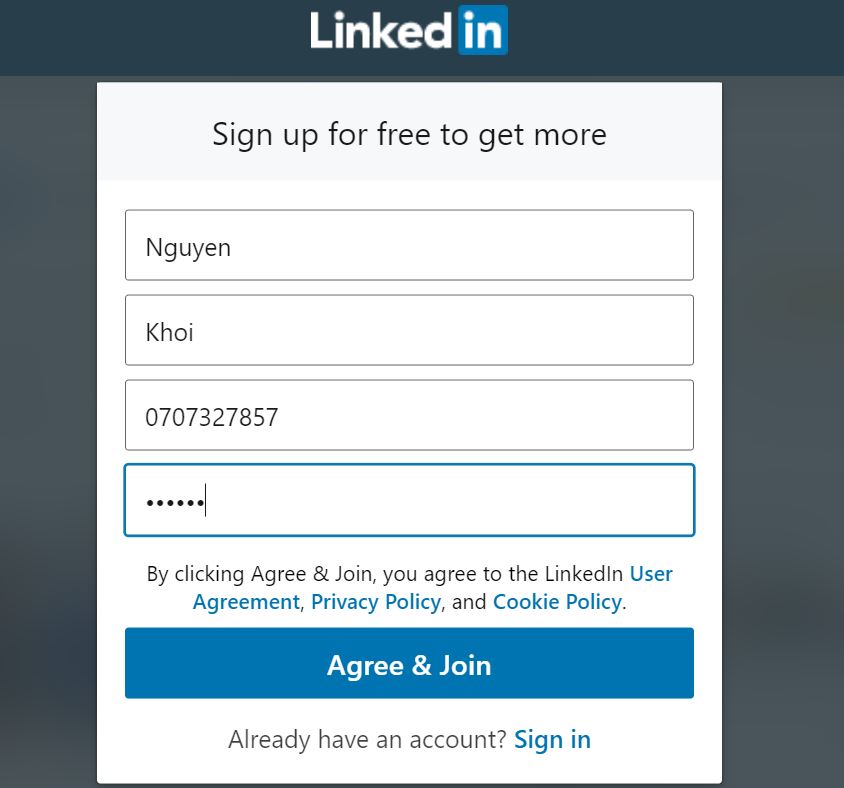 Linked in
Sign up for free to get more
Nguyen
Khoi
0707327857
••••••
By clicking Agree & Join, you agree to the LinkedIn User
Agreement, Privacy Policy, and Cookie Policy.
Agree & Join
Already have an account? Sign in